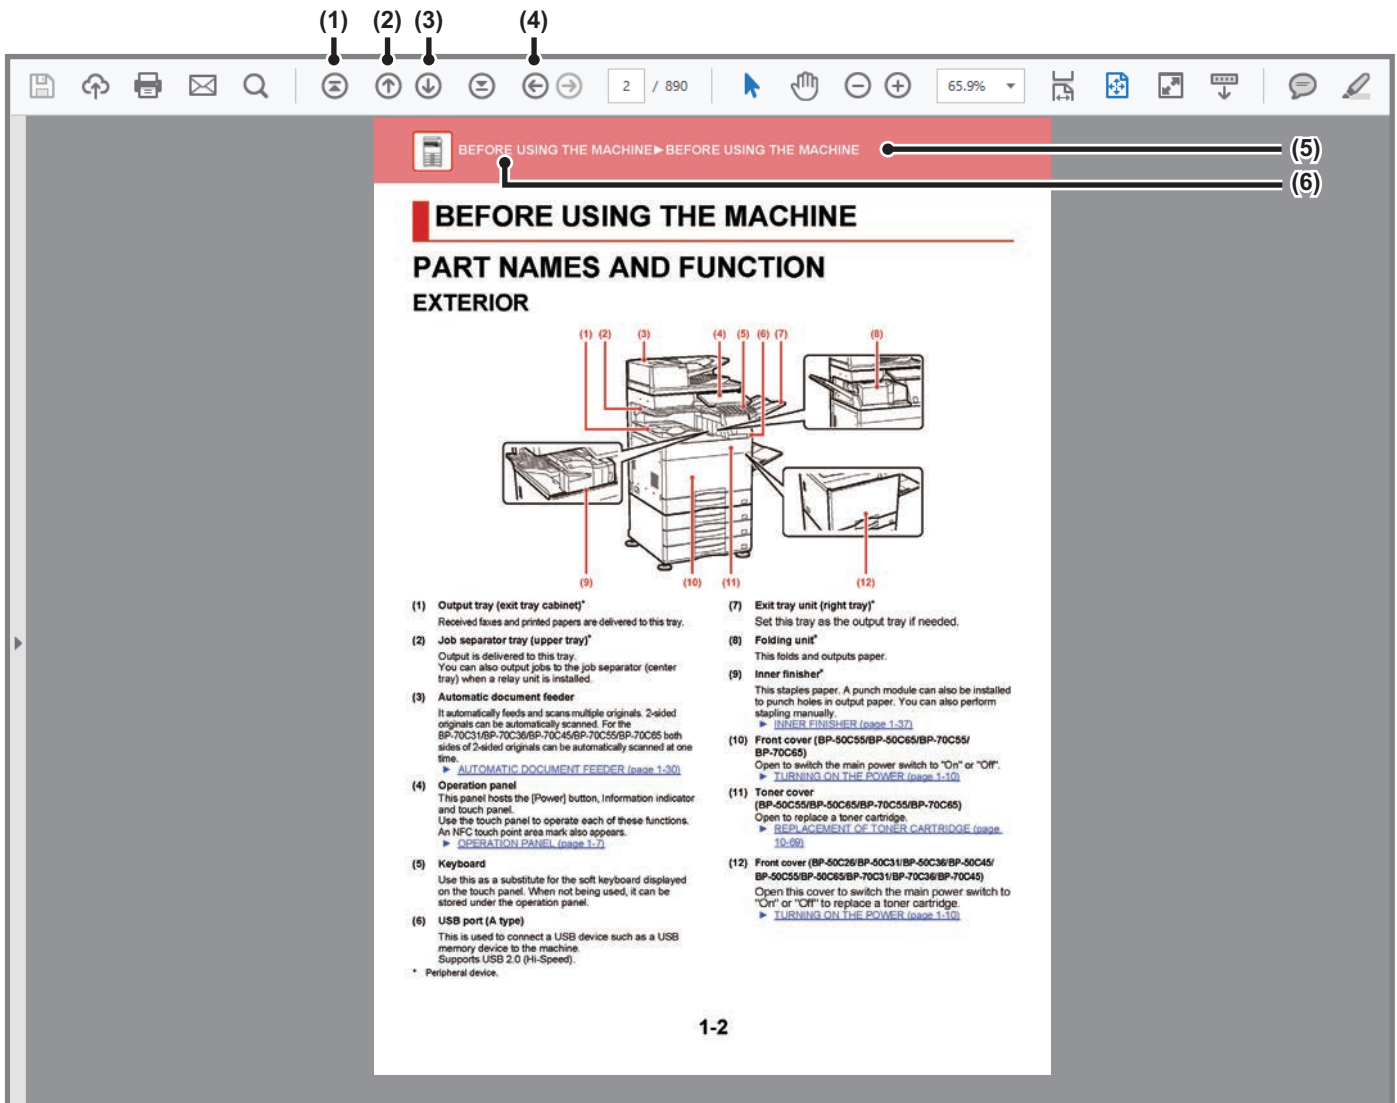 (1) (2) (3) (4)
2 / 890 65.9%
BEFORE USING THE MACHINE►BEFORE USING THE MACHINE
(5)
(6)
BEFORE USING THE MACHINE
PART NAMES AND FUNCTION
EXTERIOR
(1) (2) (3) (4) (5) (6) (7) (8)
(9) (10) (11) (12)
(1) Output tray (exit tray cabinet)*
Received faxes and printed papers are delivered to this tray.
(2) Job separator tray (upper tray)*
Output is delivered to this tray.
You can also output jobs to the job separator (center
tray) when a relay unit is installed.
(3) Automatic document feeder
It automatically feeds and scans multiple originals. 2-sided
originals can be automatically scanned. For the
BP-70C31/BP-70C36/BP-70C45/BP-70C55/BP-70C65 both
sides of 2-sided originals can be automatically scanned at one
time.
► AUTOMATIC DOCUMENT FEEDER (page 1-30)
(4) Operation panel
This panel hosts the [Power] button, Information indicator
and touch panel.
Use the touch panel to operate each of these functions.
An NFC touch point area mark also appears.
► OPERATION PANEL (page 1-7)
(5) Keyboard
Use this as a substitute for the soft keyboard displayed
on the touch panel. When not being used, it can be
stored under the operation panel.
(6) USB port (A type)
This is used to connect a USB device such as a USB
memory device to the machine.
Supports USB 2.0 (Hi-Speed).
* Peripheral device.
(7) Exit tray unit (right tray)*
Set this tray as the output tray if needed.
(8) Folding unit*
This folds and outputs paper.
(9) Inner finisher*
This staples paper. A punch module can also be installed
to punch holes in output paper. You can also perform
stapling manually.
► INNER FINISHER (page 1-37)
(10) Front cover (BP-50C55/BP-50C65/BP-70C55/
BP-70C65)
Open to switch the main power switch to "On" or "Off".
► TURNING ON THE POWER (page 1-10)
(11) Toner cover
(BP-50C55/BP-50C65/BP-70C55/BP-70C65)
Open to replace a toner cartridge.
► REPLACEMENT OF TONER CARTRIDGE (page
10-69)
(12) Front cover (BP-50C26/BP-50C31/BP-50C36/BP-50C45/
BP-50C55/BP-50C65/BP-70C31/BP-70C36/BP-70C45)
Open this cover to switch the main power switch to
"On" or "Off" to replace a toner cartridge.
► TURNING ON THE POWER (page 1-10)
1-2